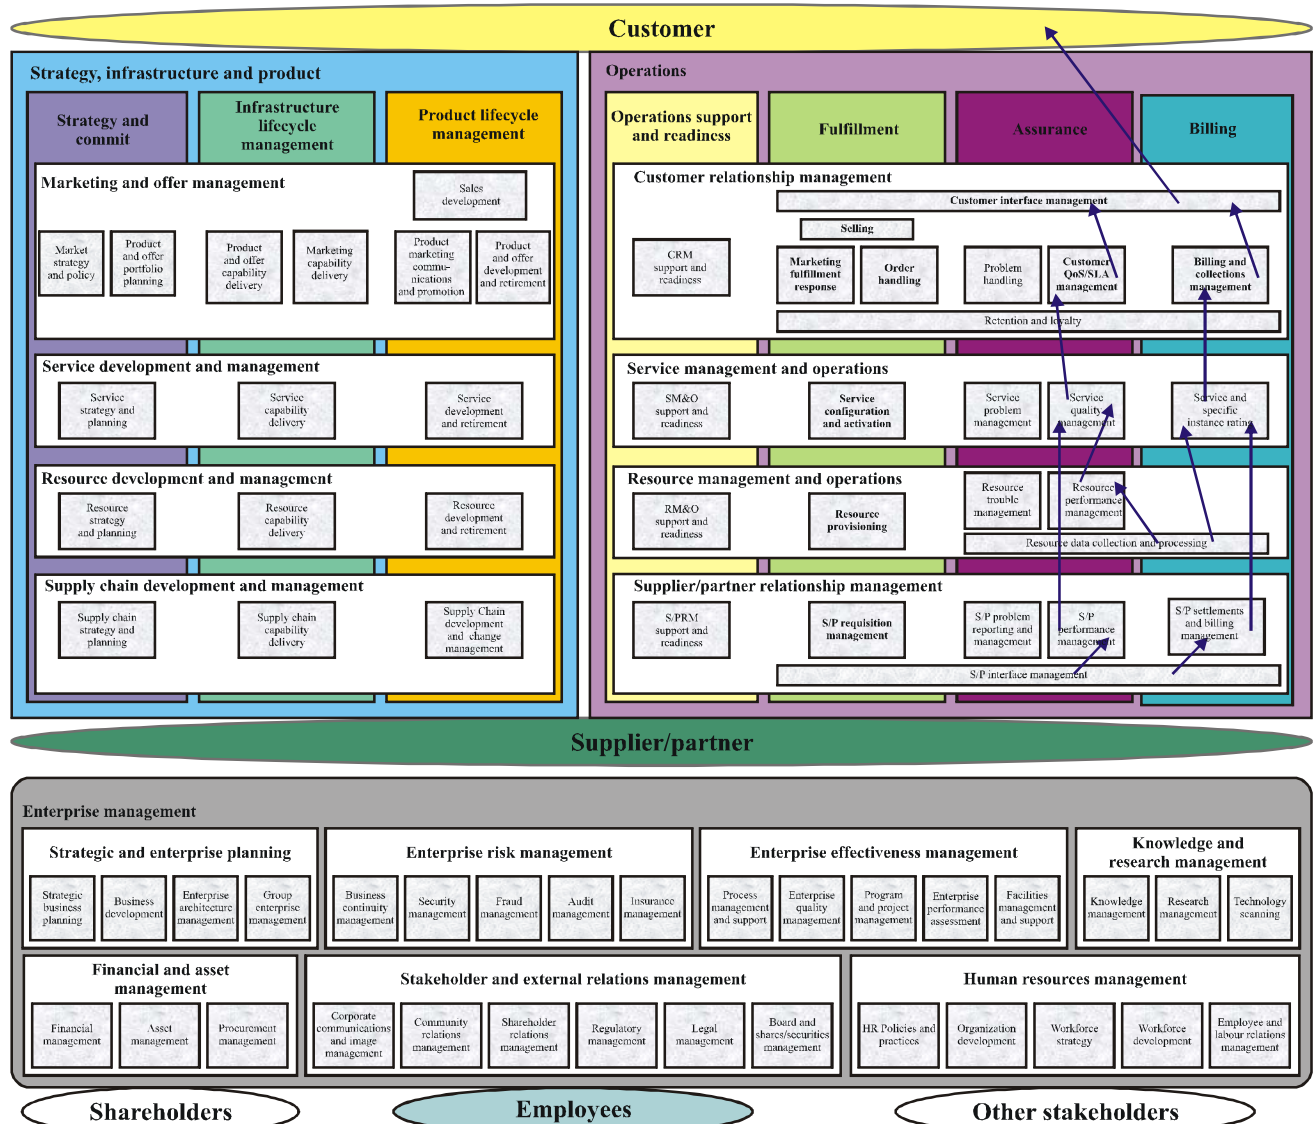 Customer
Strategy, infrastructure and product
Strategy and
commit
Infrastructure
lifecycle
management
Product lifecycle
management
Marketing and offer management
Sales
development
Market
strategy
and policy
Product
and offer
portfolio
planning
Product
and offer
capability
delivery
Marketing
capability
delivery
Product
marketing
commu-
nications
and promotion
Product
and offer
development
and retirement
Service development and management
Service
strategy and
planning
Service
capability
delivery
Service
development
and retirement
Resource development and management
Resource
strategy
and planning
Resource
capability
delivery
Resource
development
and retirement
Supply chain development and management
Supply chain
strategy and
planning
Supply chain
capability
delivery
Supply Chain
development
and change
management
Operations
Operations support
and readiness
Fulfillment
Assurance
Billing
Customer relationship management
Customer interface management
Selling
CRM
support and
readiness
Marketing
fulfillment
response
Order
handling
Problem
handling
Customer
QoS/SLA
management
Billing and
collections
management
Retention and loyalty
Service management and operations
SM&O
support and
readiness
Service
configuration
and activation
Service
problem
management
Service
quality
management
Service and
specific
instance rating
Resource management and operations
RM&O
support and
readiness
Resource
provisioning
Resource
trouble
management
Resource
performance
management
Resource data collection and processing
Supplier/partner relationship management
S/PRM
support and
readiness
S/P requisition
management
S/P problem
reporting and
management
S/P
performance
management
S/P settlements
and billing
management
S/P interface management
Supplier/partner
Enterprise management
Strategic and enterprise planning
Strategic
business
planning
Business
development
Enterprise
architecture
management
Group
enterprise
management
Enterprise risk management
Business
continuity
management
Security
management
Fraud
management
Audit
management
Insurance
management
Enterprise effectiveness management
Process
management
and support
Enterprise
quality
management
Program
and project
management
Enterprise
performance
assessment
Facilities
management
and support
Knowledge and
research management
Knowledge
management
Research
management
Technology
scanning
Financial and asset
management
Financial
management
Asset
management
Procurement
management
Stakeholder and external relations management
Corporate
communications
and image
management
Community
relations
management
Shareholder
relations
management
Regulatory
management
Legal
management
Board and
shares/securities
management
Human resources management
HR Policies and
practices
Organization
development
Workforce
strategy
Workforce
development
Employee and
labour relations
management
Shareholders
Employees
Other stakeholders